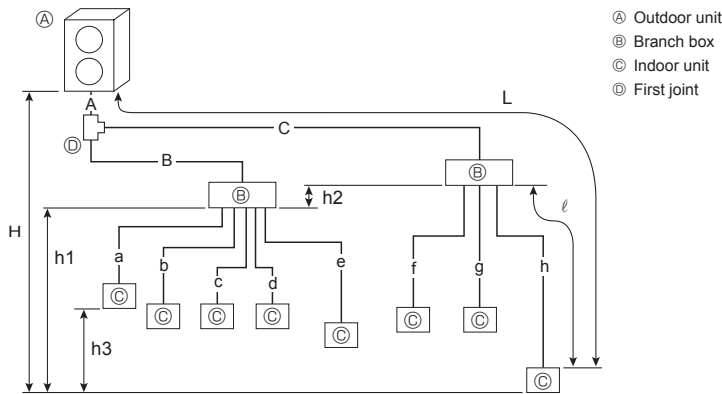 Ⓐ
Ⓐ Outdoor unit
Ⓑ Branch box
Ⓒ Indoor unit
Ⓓ First joint
A
L
C
Ⓓ
B
Ⓑ
Ⓑ
h2
ℓ
H
h1
a
b
c
d
e
f
g
h
Ⓒ
Ⓒ
Ⓒ
Ⓒ
Ⓒ
Ⓒ
Ⓒ
h3
Ⓒ